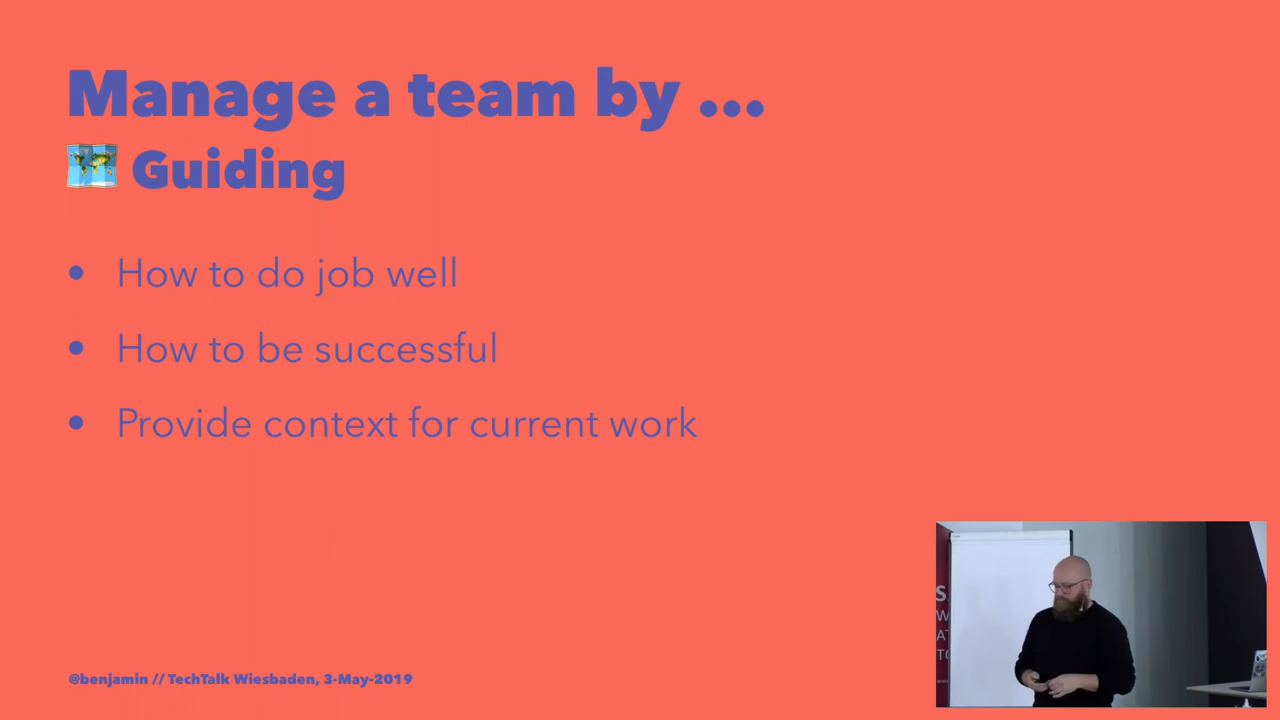 Manage a team by ...
Guiding
• How to do job well
• How to be successful
• Provide context for current work
@benjamin // TechTalk Wiesbaden, 3-May-2019